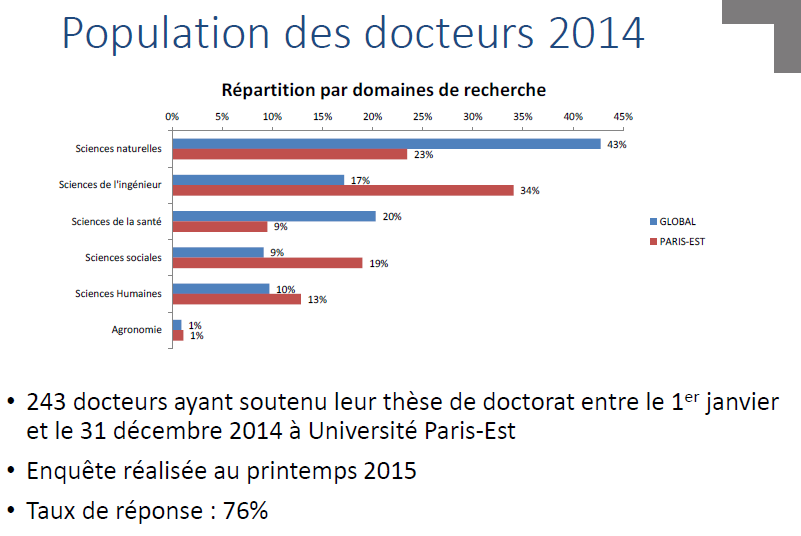 Population des docteurs 2014
Répartition par domaines de recherche
0% 5% 10% 15% 20% 25% 30% 35% 40% 45%
Sciences naturelles 43%
23%
Sciences de l'ingénieur 17%
34%
Sciences de la santé 20%
9%
Sciences sociales 9%
19%
Sciences Humaines 10%
13%
Agronomie 1%
1%
GLOBAL
PARIS-EST
• 243 docteurs ayant soutenu leur thèse de doctorat entre le 1er janvier
et le 31 décembre 2014 à Université Paris-Est
• Enquête réalisée au printemps 2015
• Taux de réponse : 76%